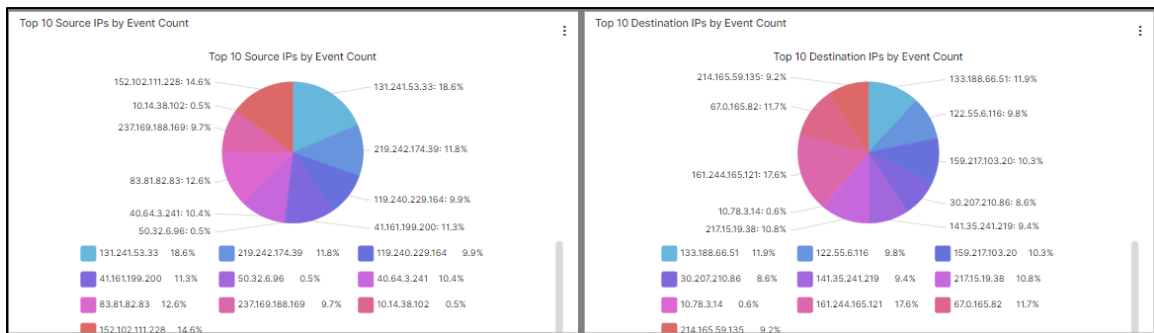 Top 10 Source IPs by Event Count
Top 10 Source IPs by Event Count
152.102.111.228: 14.6%
131.241.53.33: 18.6%
10.14.38.102: 0.5%
237.169.188.169: 9.7%
219.242.174.39: 11.8%
83.81.82.83: 12.6%
119.240.229.164: 9.9%
40.64.3.241: 10.4%
41.161.199.200: 11.3%
50.32.6.96: 0.5%
131.241.53.33 18.6% 219.242.174.39 11.8% 119.240.229.164 9.9%
41.161.199.200 11.3% 50.32.6.96 0.5% 40.64.3.241 10.4%
83.81.82.83 12.6% 237.169.188.169 9.7% 10.14.38.102 0.5%
152.102.111.228 14.6%
Top 10 Destination IPs by Event Count
Top 10 Destination IPs by Event Count
214.165.59.135: 9.2%
133.188.66.51: 11.9%
67.0.165.82: 11.7%
122.55.6.116: 9.8%
159.217.103.20: 10.3%
161.244.165.121: 17.6%
30.207.210.86: 8.6%
10.78.3.14: 0.6%
217.15.19.38: 10.8%
141.35.241.219: 9.4%
133.188.66.51 11.9% 122.55.6.116 9.8% 159.217.103.20 10.3%
30.207.210.86 8.6% 141.35.241.219 9.4% 217.15.19.38 10.8%
10.78.3.14 0.6% 161.244.165.121 17.6% 67.0.165.82 11.7%
214.165.59.135 9.2%